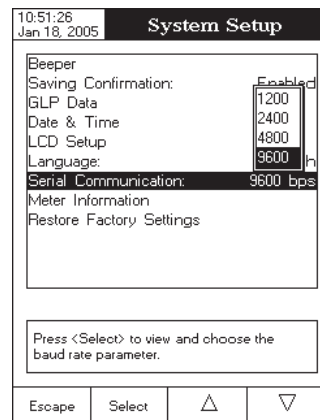 10:51:26
Jan 18, 2005
System Setup
Beeper
Saving Confirmation: Enabled
GLP Data
Date & Time
LCD Setup
Language: h
Serial Communication: 9600 bps
Meter Information
Restore Factory Settings
1200
2400
4800
9600
Press <Select> to view and choose the
baud rate parameter.
Escape Select △ ▽